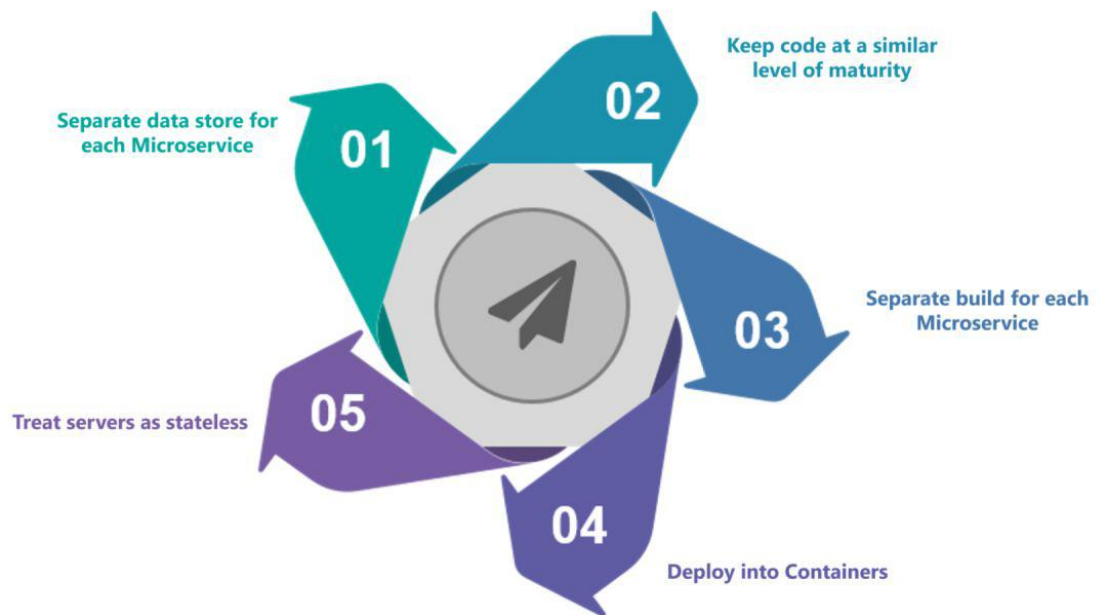 Separate data store for
each Microservice
01
Keep code at a similar
level of maturity
02
Separate build for each
Microservice
03
Deploy into Containers
04
Treat servers as stateless
05